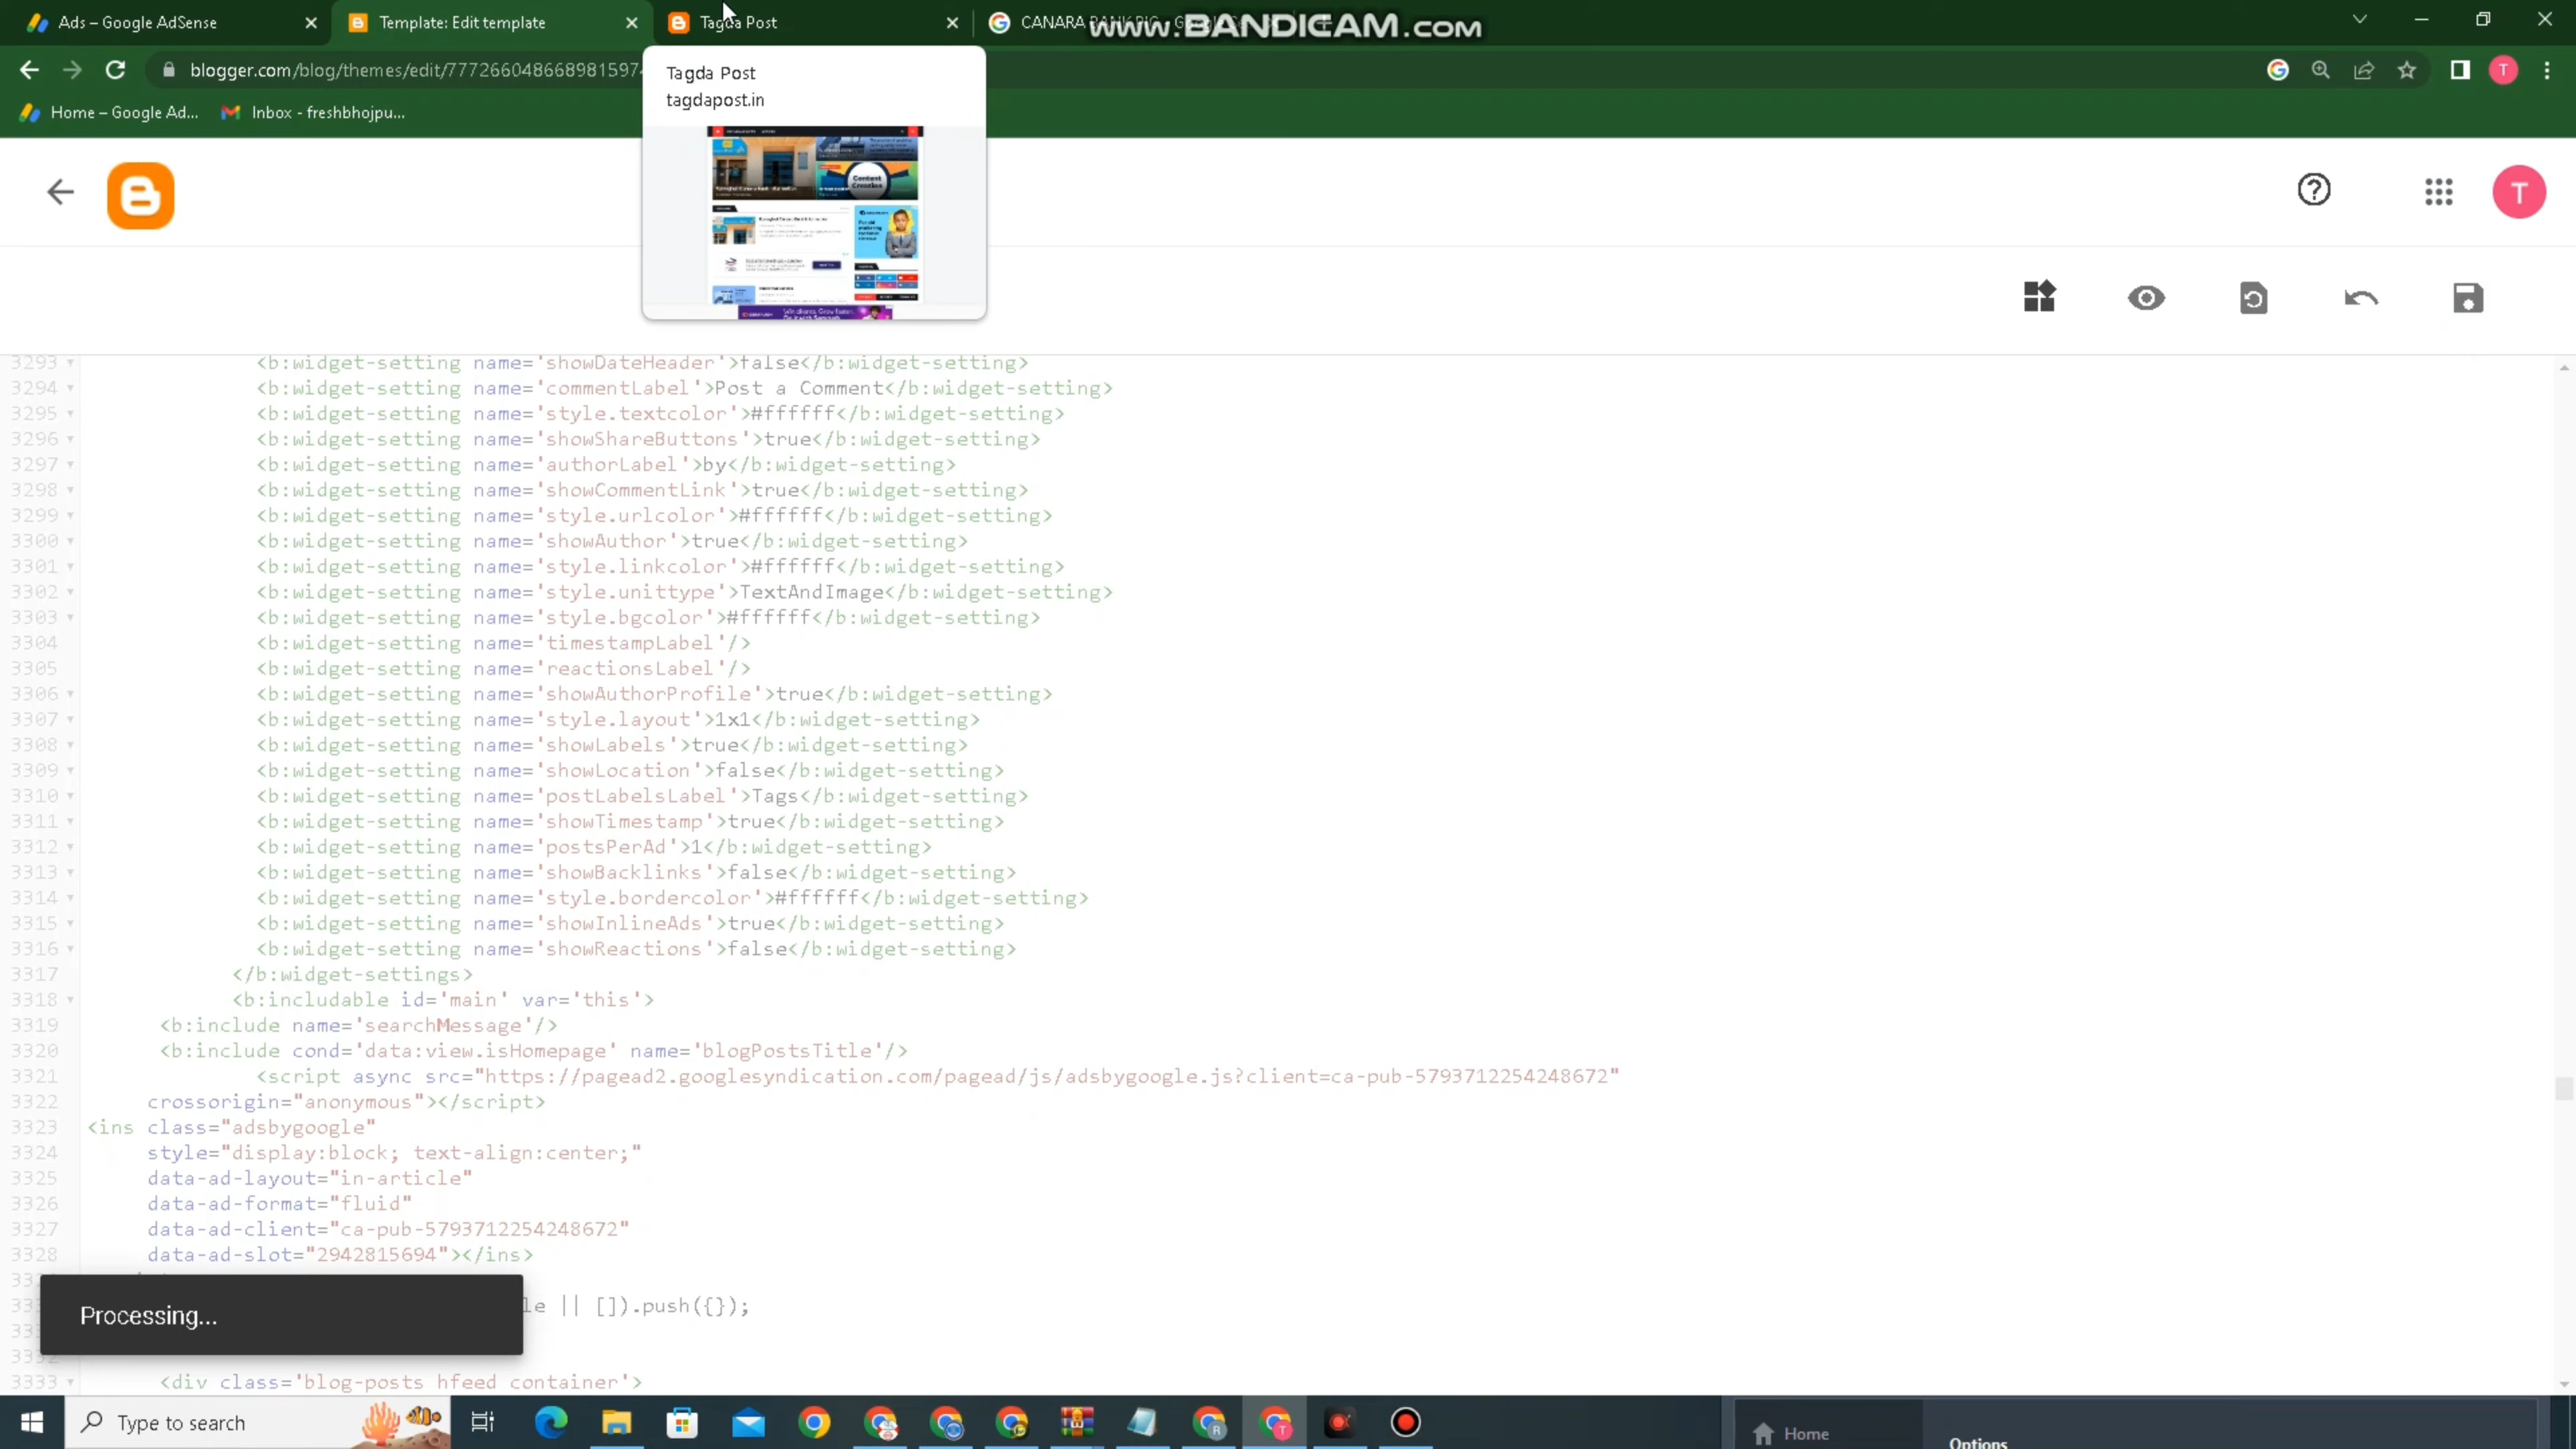 Ads – Google AdSense
Template: Edit template
Tagda Post
CANARA BANK PIC - Google
www.BANDICAM.com
blogger.com/blog/themes/edit/777266048668981597
Home – Google Ad...
Inbox - freshbhojpu...
T
Tagda Post
tagdapost.in
Content
Creation
T
3293 <b:widget-setting name='showDateHeader'>false</b:widget-setting>
3294 <b:widget-setting name='commentLabel'>Post a Comment</b:widget-setting>
3295 <b:widget-setting name='style.textcolor'>#ffffff</b:widget-setting>
3296 <b:widget-setting name='showShareButtons'>true</b:widget-setting>
3297 <b:widget-setting name='authorLabel'>by</b:widget-setting>
3298 <b:widget-setting name='showCommentLink'>true</b:widget-setting>
3299 <b:widget-setting name='style.urlcolor'>#ffffff</b:widget-setting>
3300 <b:widget-setting name='showAuthor'>true</b:widget-setting>
3301 <b:widget-setting name='style.linkcolor'>#ffffff</b:widget-setting>
3302 <b:widget-setting name='style.unittype'>TextAndImage</b:widget-setting>
3303 <b:widget-setting name='style.bgcolor'>#ffffff</b:widget-setting>
3304 <b:widget-setting name='timestampLabel'/>
3305 <b:widget-setting name='reactionsLabel'/>
3306 <b:widget-setting name='showAuthorProfile'>true</b:widget-setting>
3307 <b:widget-setting name='style.layout'>1x1</b:widget-setting>
3308 <b:widget-setting name='showLabels'>true</b:widget-setting>
3309 <b:widget-setting name='showLocation'>false</b:widget-setting>
3310 <b:widget-setting name='postLabelsLabel'>Tags</b:widget-setting>
3311 <b:widget-setting name='showTimestamp'>true</b:widget-setting>
3312 <b:widget-setting name='postsPerAd'>1</b:widget-setting>
3313 <b:widget-setting name='showBacklinks'>false</b:widget-setting>
3314 <b:widget-setting name='style.bordercolor'>#ffffff</b:widget-setting>
3315 <b:widget-setting name='showInlineAds'>true</b:widget-setting>
3316 <b:widget-setting name='showReactions'>false</b:widget-setting>
3317 </b:widget-settings>
3318 <b:includable id='main' var='this'>
3319 <b:include name='searchMessage'/>
3320 <b:include cond='data:view.isHomepage' name='blogPostsTitle'/>
3321 <script async src="https://pagead2.googlesyndication.com/pagead/js/adsbygoogle.js?client=ca-pub-5793712254248672"
3322 crossorigin="anonymous"></script>
3323 <ins class="adsbygoogle"
3324 style="display:block; text-align:center;"
3325 data-ad-layout="in-article"
3326 data-ad-format="fluid"
3327 data-ad-client="ca-pub-5793712254248672"
3328 data-ad-slot="2942815694"></ins>
le || []).push({});
Processing...
3332
3333 <div class='blog-posts hfeed container'>
Type to search
R
T
Home
Options